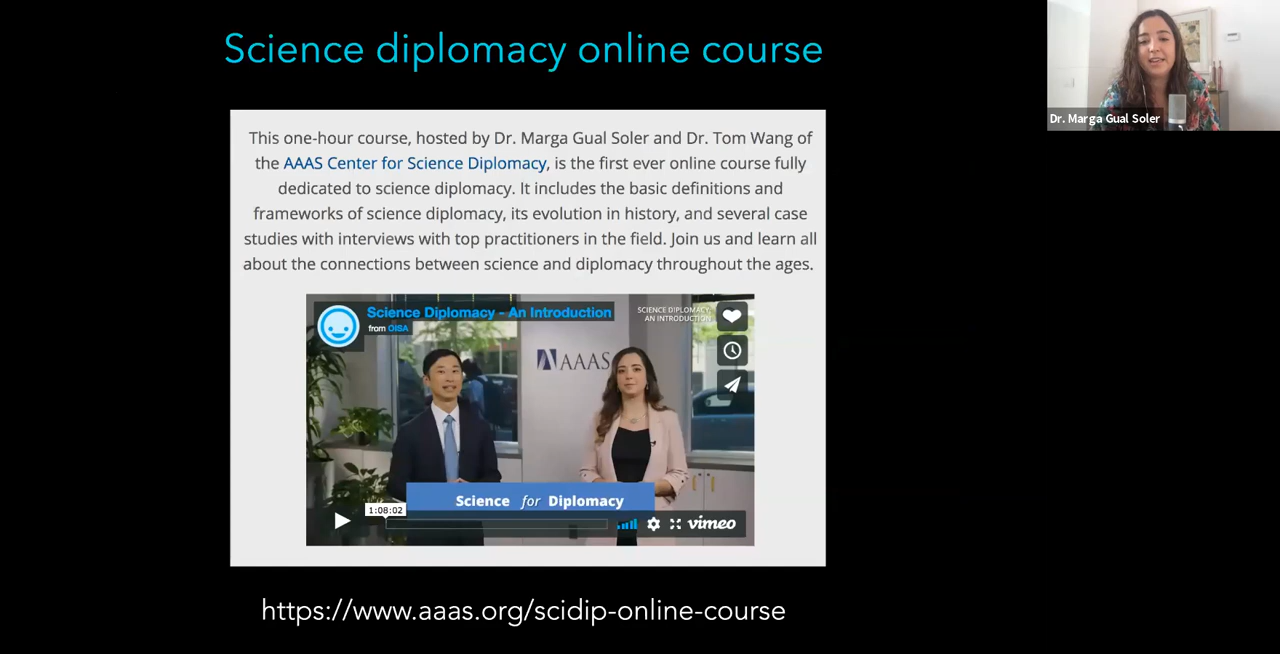 Science diplomacy online course
Dr. Marga Gual Soler
This one-hour course, hosted by Dr. Marga Gual Soler and Dr. Tom Wang of
the AAAS Center for Science Diplomacy, is the first ever online course fully
dedicated to science diplomacy. It includes the basic definitions and
frameworks of science diplomacy, its evolution in history, and several case
studies with interviews with top practitioners in the field. Join us and learn all
about the connections between science and diplomacy throughout the ages.
Science Diplomacy - An Introduction
from OISA
SCIENCE DIPLOMACY,
AN INTRODUCTION
AAAS
Science for Diplomacy
1:08:02
vimeo
https://www.aaas.org/scidip-online-course